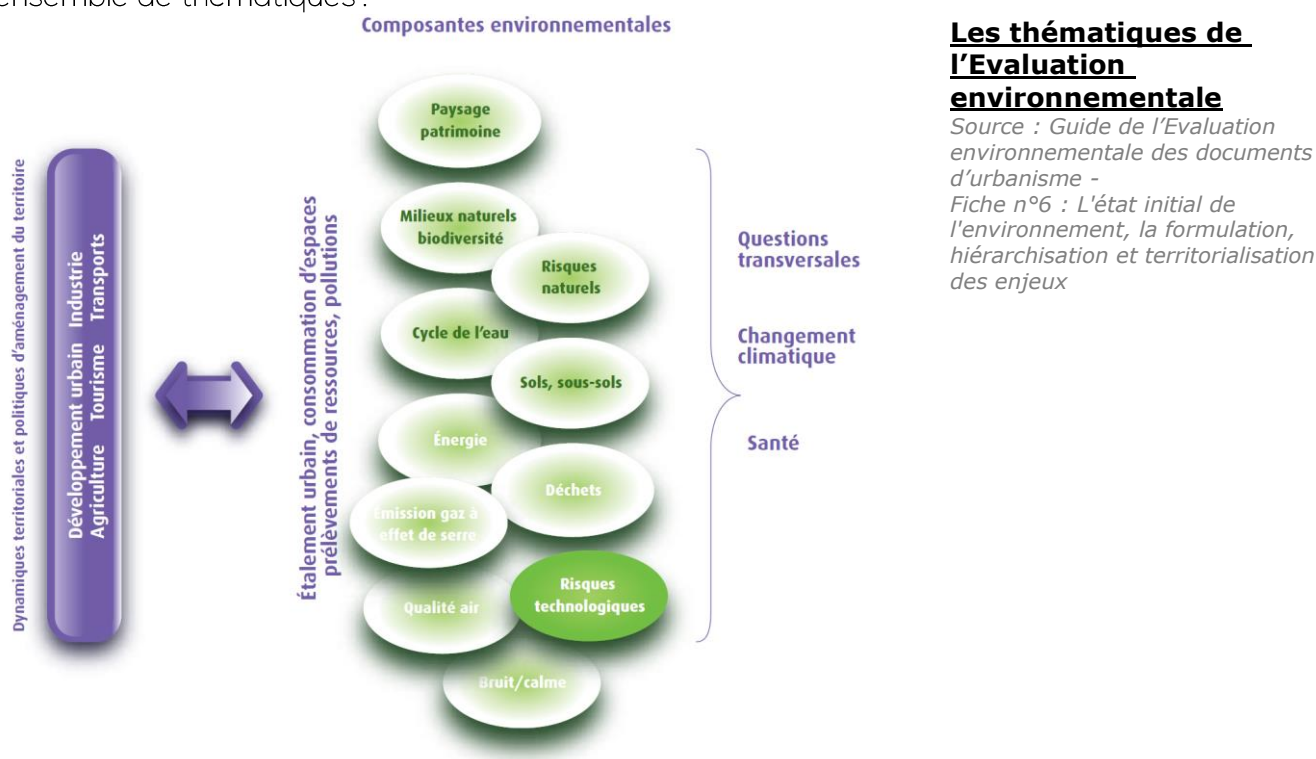 ensemble de thématiques :
Composantes environnementales
Les thématiques de
l’Evaluation
environnementale
Source : Guide de l’Evaluation
environnementale des documents
d’urbanisme -
Fiche n°6 : L'état initial de
l'environnement, la formulation,
hiérarchisation et territorialisation
des enjeux
Dynamiques territoriales et politiques d’aménagement du territoire
Développement urbain Industrie
Agriculture Tourisme Transports
Étalement urbain, consommation d’espaces
prélèvements de ressources, pollutions
Paysage
patrimoine
Milieux naturels
biodiversité
Risques
naturels
Cycle de l’eau
Sols, sous-sols
Énergie
Déchets
Émission gaz à
effet de serre
Risques
technologiques
Qualité air
Bruit/calme
Questions
transversales
Changement
climatique
Santé